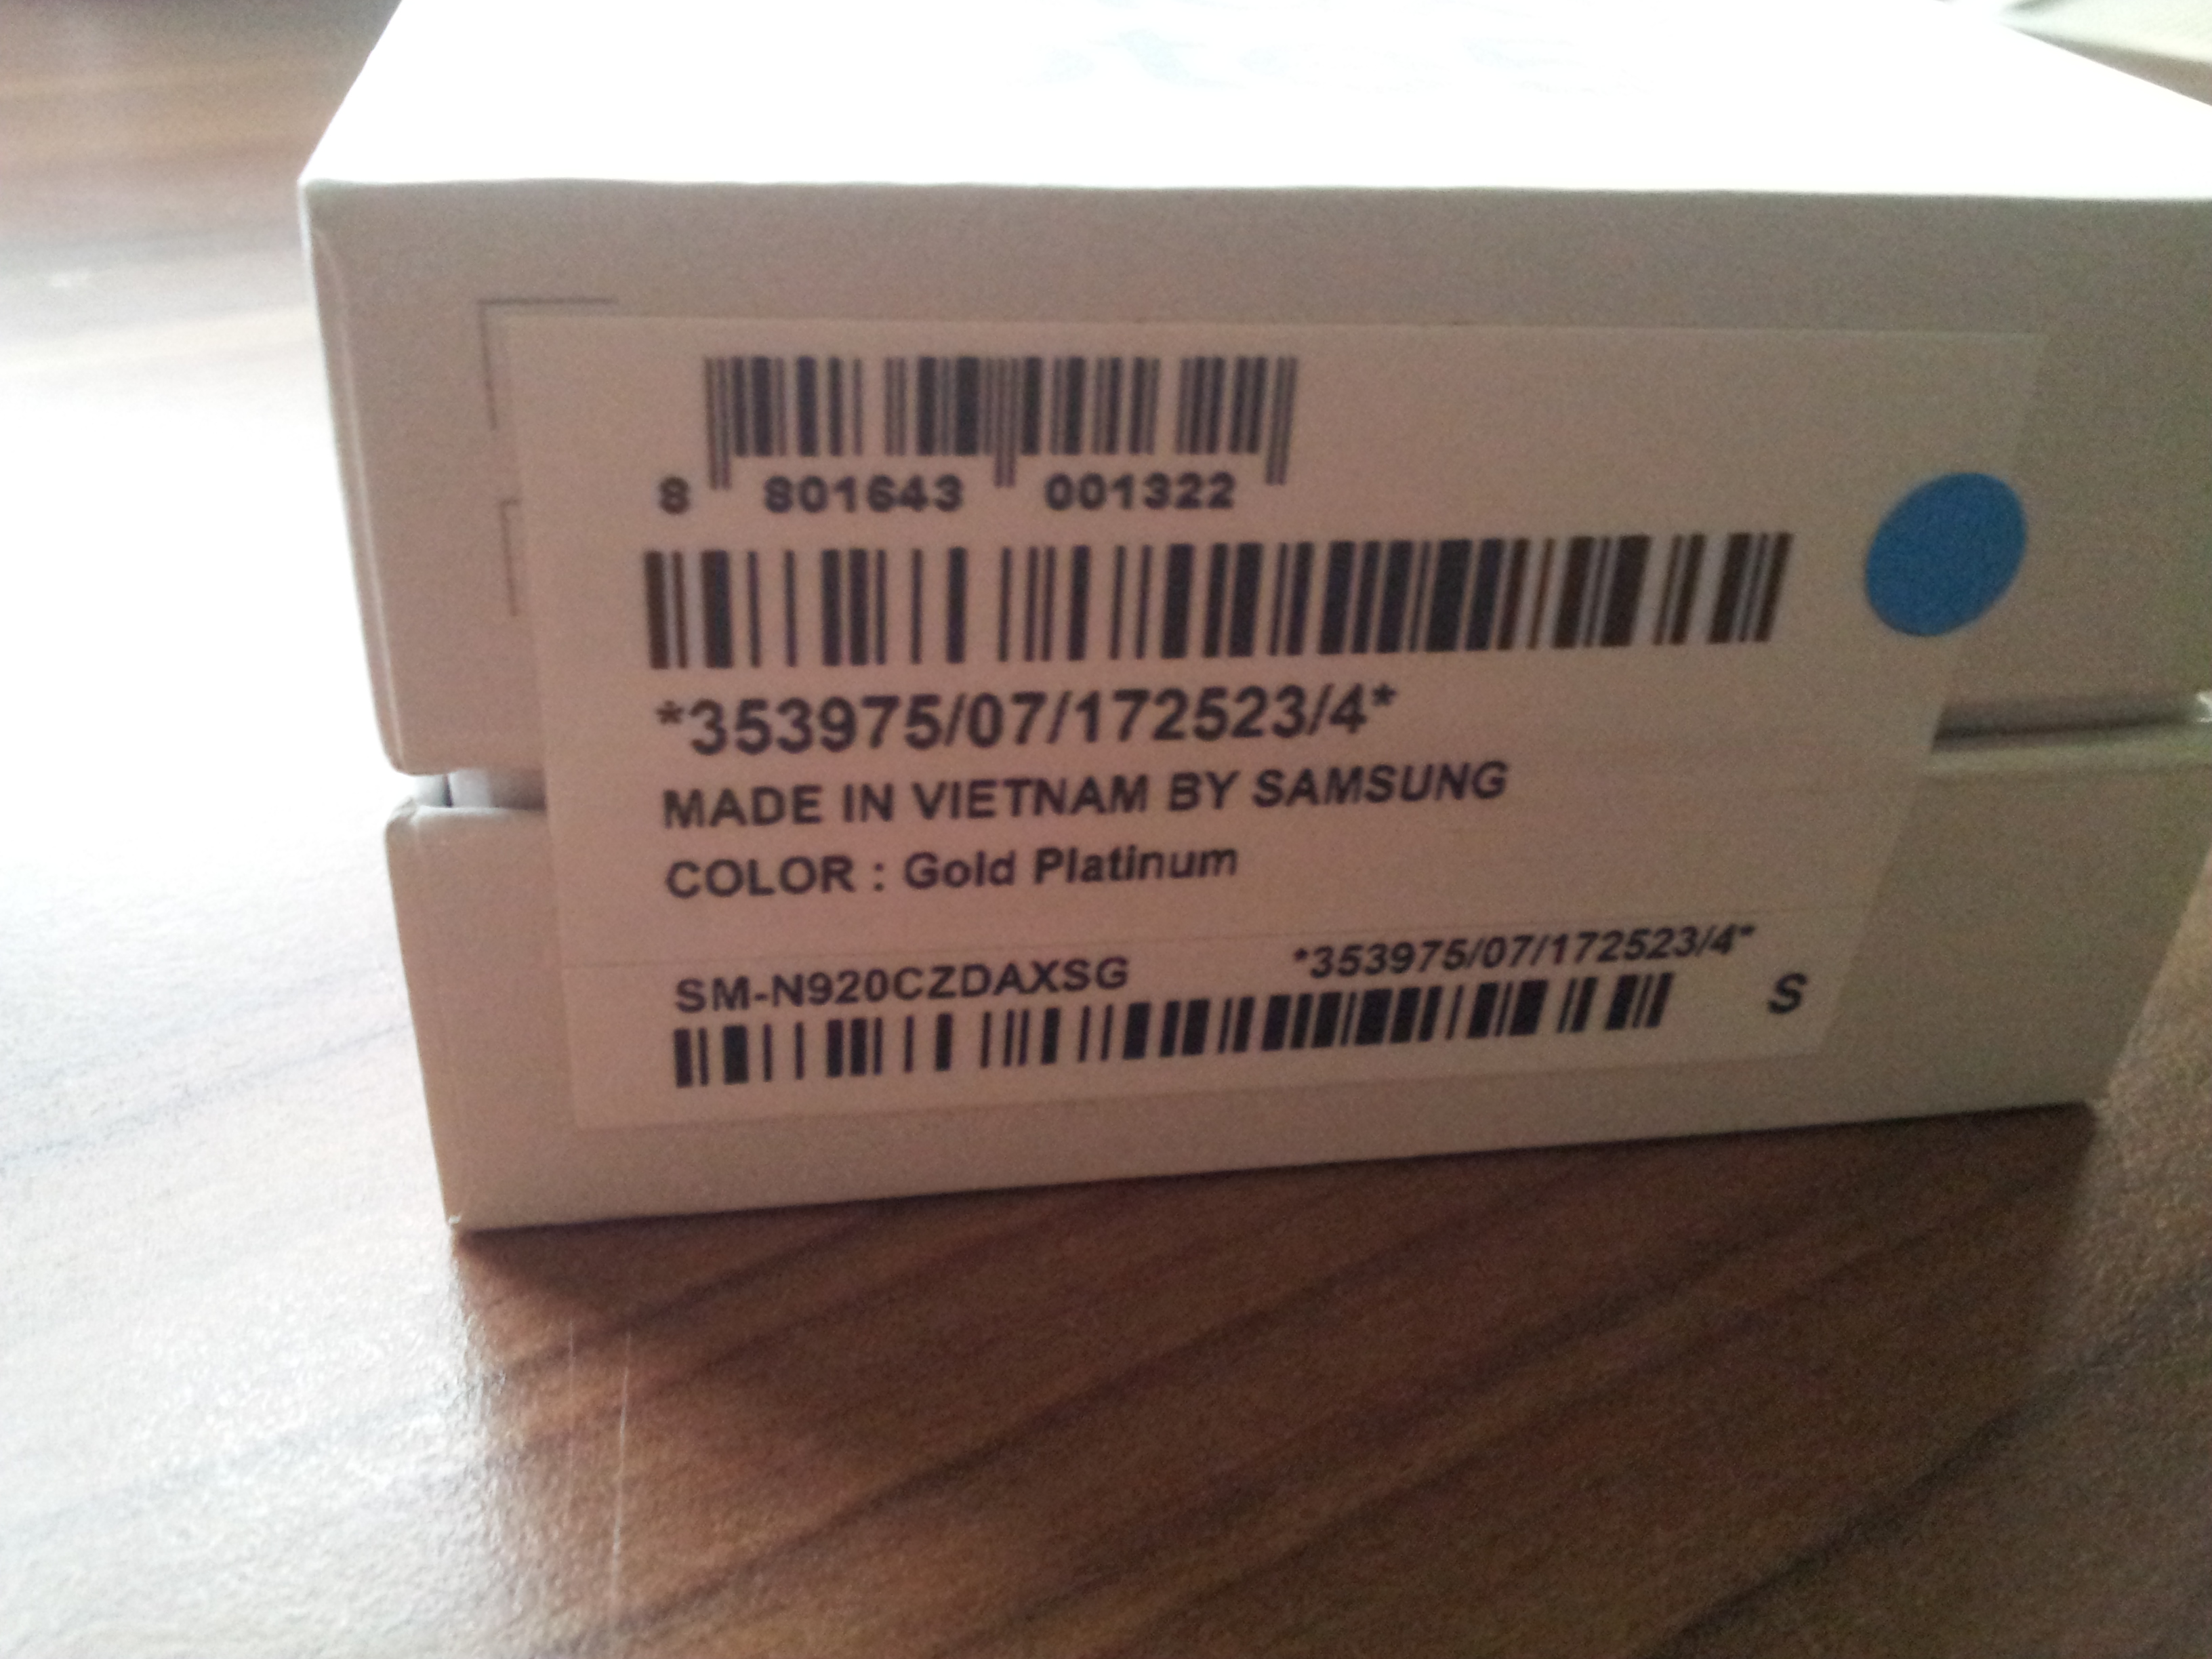 8 801643 001322
*353975/07/172523/4*
MADE IN VIETNAM BY SAMSUNG
COLOR : Gold Platinum
SM-N920CZDAXSG *353975/07/172523/4*
S